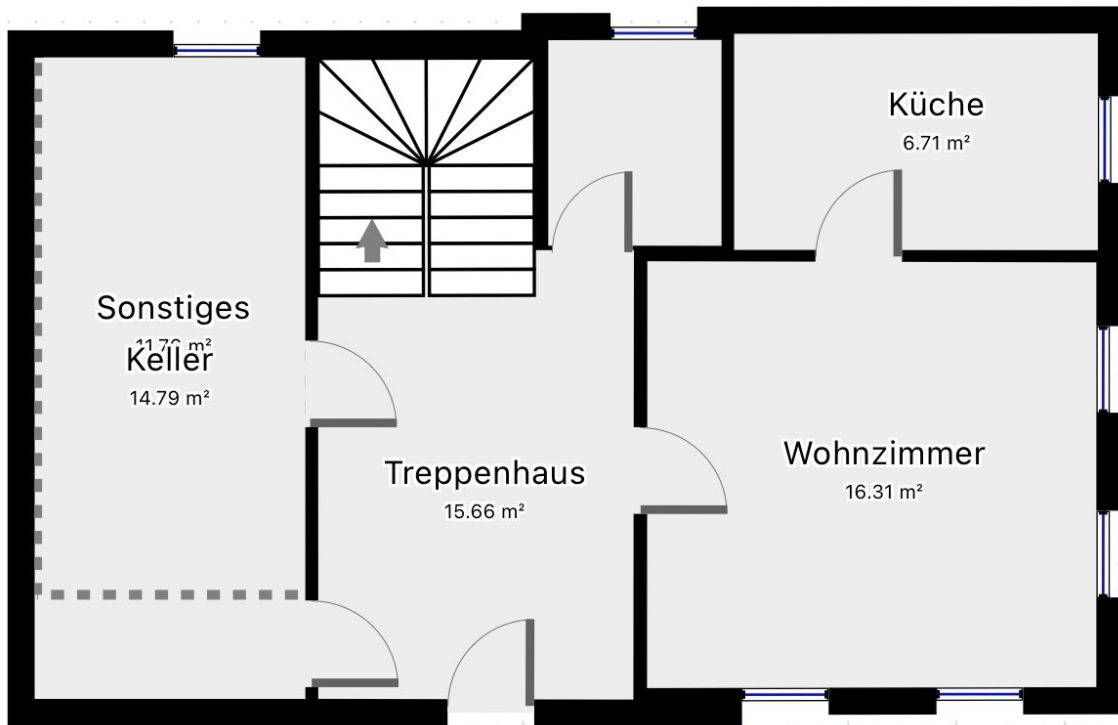 Küche
6.71 m²
Sonstiges
Keller
14.79 m²
Wohnzimmer
16.31 m²
Treppenhaus
15.66 m²